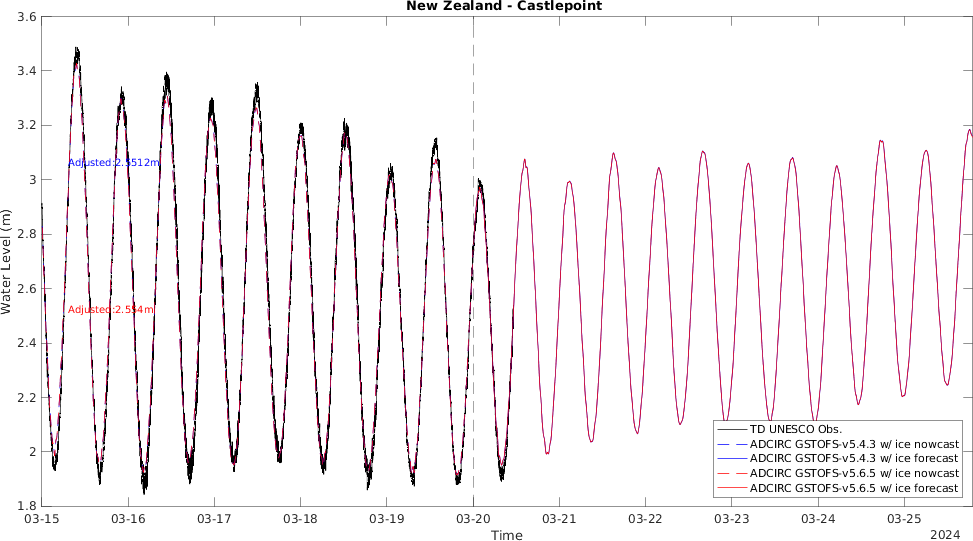 New Zealand - Castlepoint
Water Level (m)
3.6
3.4
3.2
3
2.8
2.6
2.4
2.2
2
1.8
Adjusted:2.5512m
Adjusted:2.554m
TD UNESCO Obs.
ADCIRC GSTOFS-v5.4.3 w/ ice nowcast
ADCIRC GSTOFS-v5.4.3 w/ ice forecast
ADCIRC GSTOFS-v5.6.5 w/ ice nowcast
ADCIRC GSTOFS-v5.6.5 w/ ice forecast
03-15 03-16 03-17 03-18 03-19 03-20 03-21 03-22 03-23 03-24 03-25
Time
2024